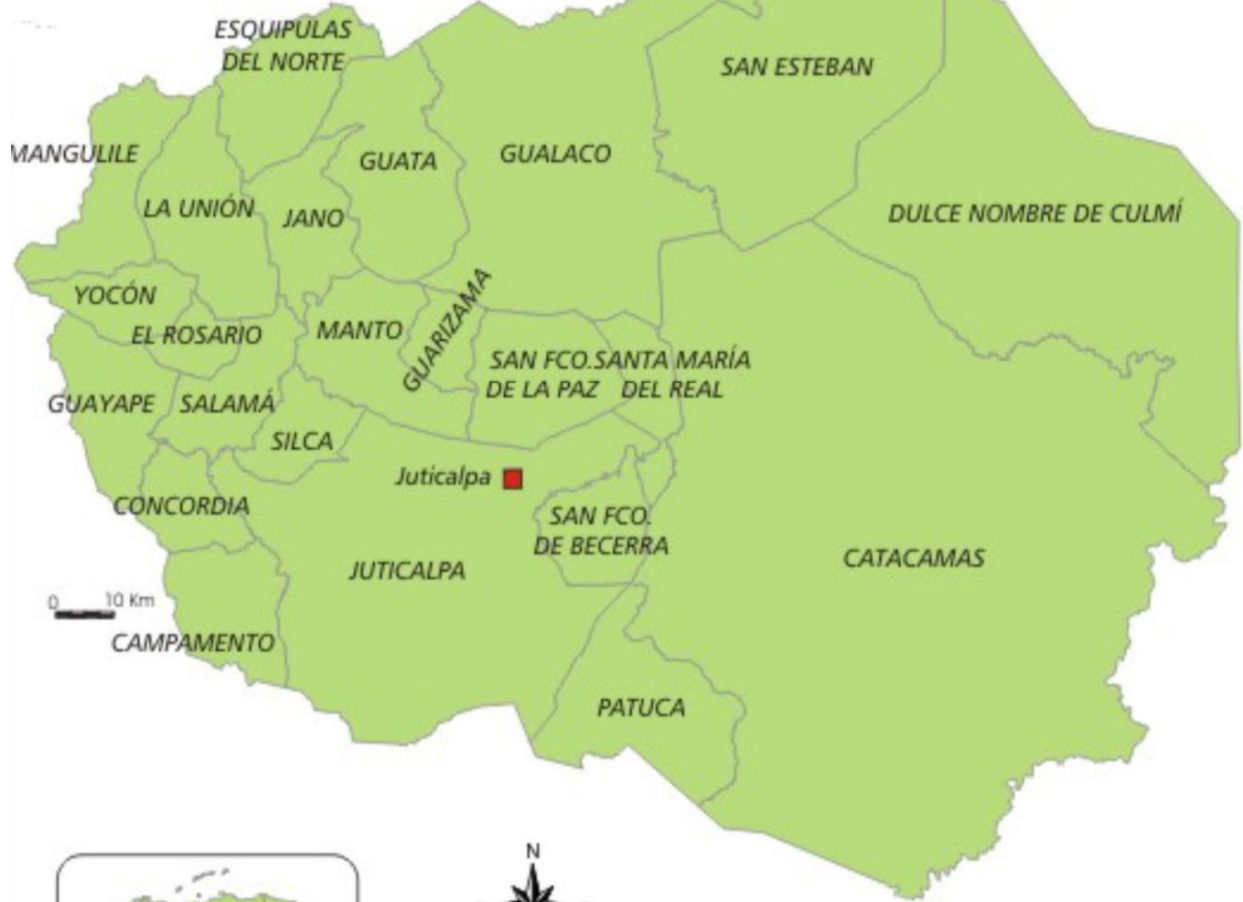 ESQUIPULAS
DEL NORTE
SAN ESTEBAN
MANGULILE
GUATA
GUALACO
LA UNIÓN
JANO
DULCE NOMBRE DE CULMÍ
YOCÓN
EL ROSARIO
MANTO
GUARIZAMA
SAN FCO.
DE LA PAZ
SANTA MARÍA
DEL REAL
GUAYAPE
SALAMÁ
SILCA
Juticalpa
CONCORDIA
SAN FCO.
DE BECERRA
JUTICALPA
CATACAMAS
0 10 Km
CAMPAMENTO
PATUCA
N